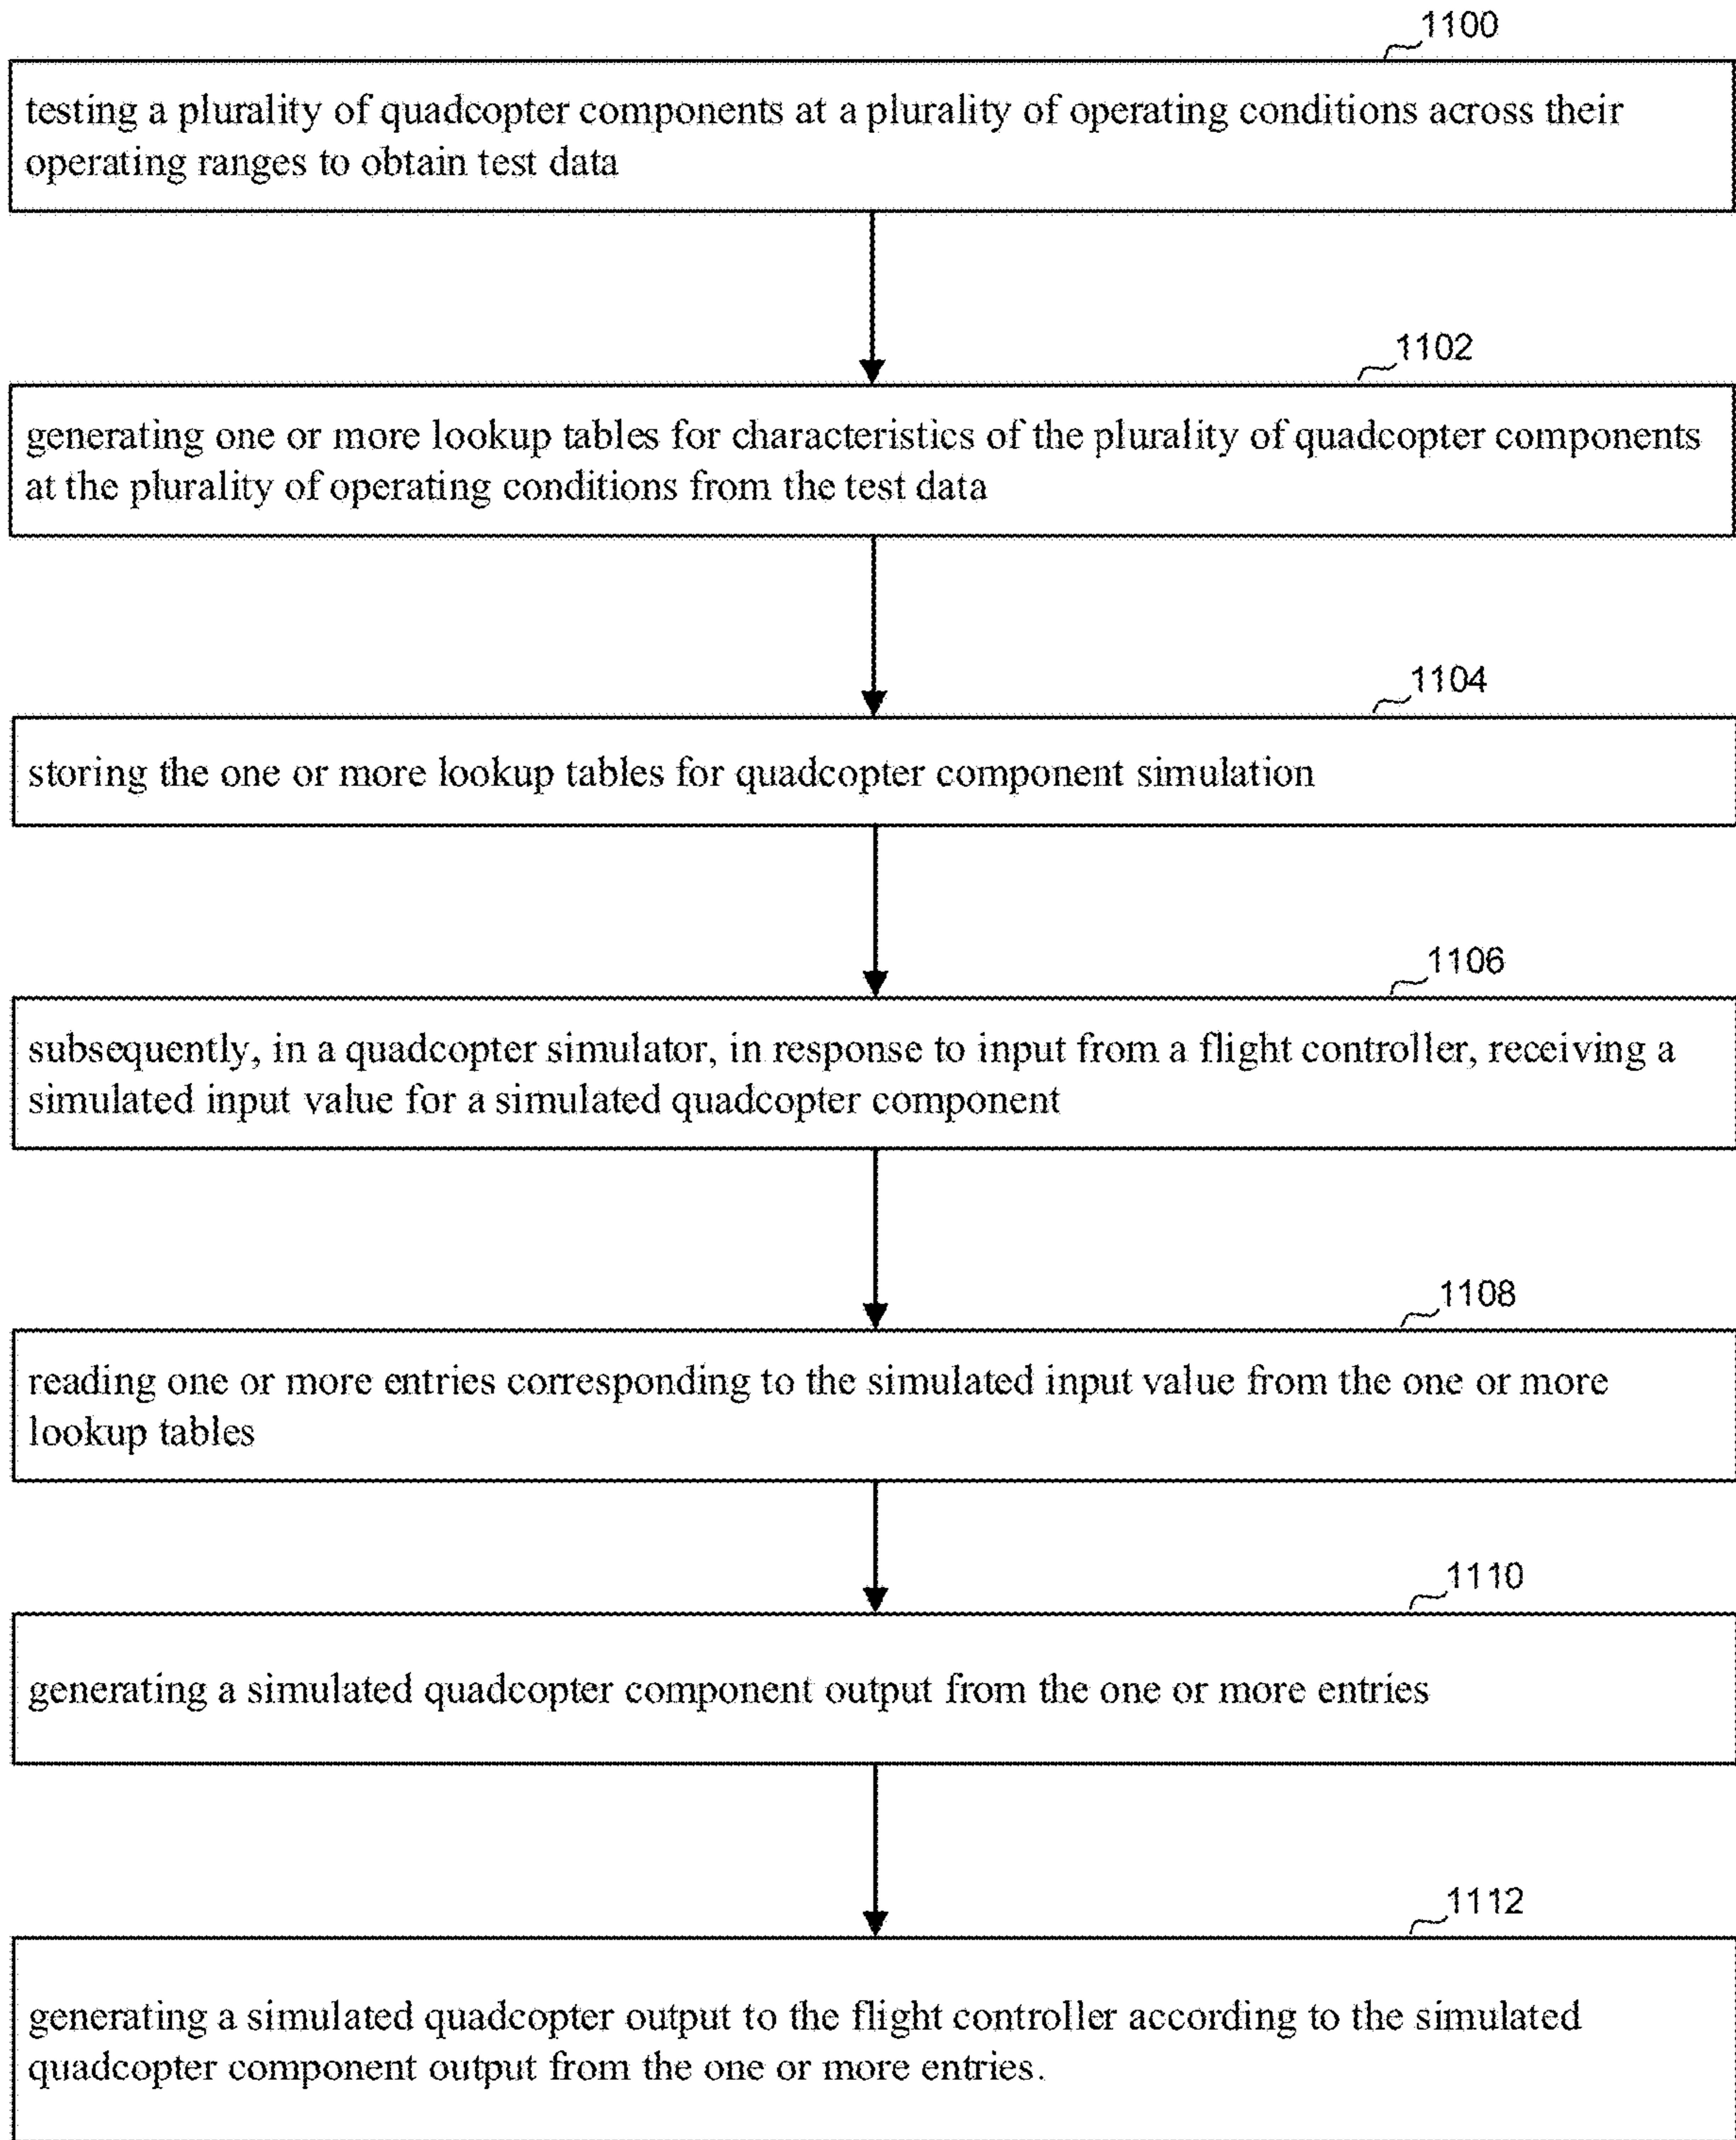 1100
testing a plurality of quadcopter components at a plurality of operating conditions across their
operating ranges to obtain test data
1102
generating one or more lookup tables for characteristics of the plurality of quadcopter components
at the plurality of operating conditions from the test data
1104
storing the one or more lookup tables for quadcopter component simulation
1106
subsequently, in a quadcopter simulator, in response to input from a flight controller, receiving a
simulated input value for a simulated quadcopter component
1108
reading one or more entries corresponding to the simulated input value from the one or more
lookup tables
1110
generating a simulated quadcopter component output from the one or more entries
1112
generating a simulated quadcopter output to the flight controller according to the simulated
quadcopter component output from the one or more entries.